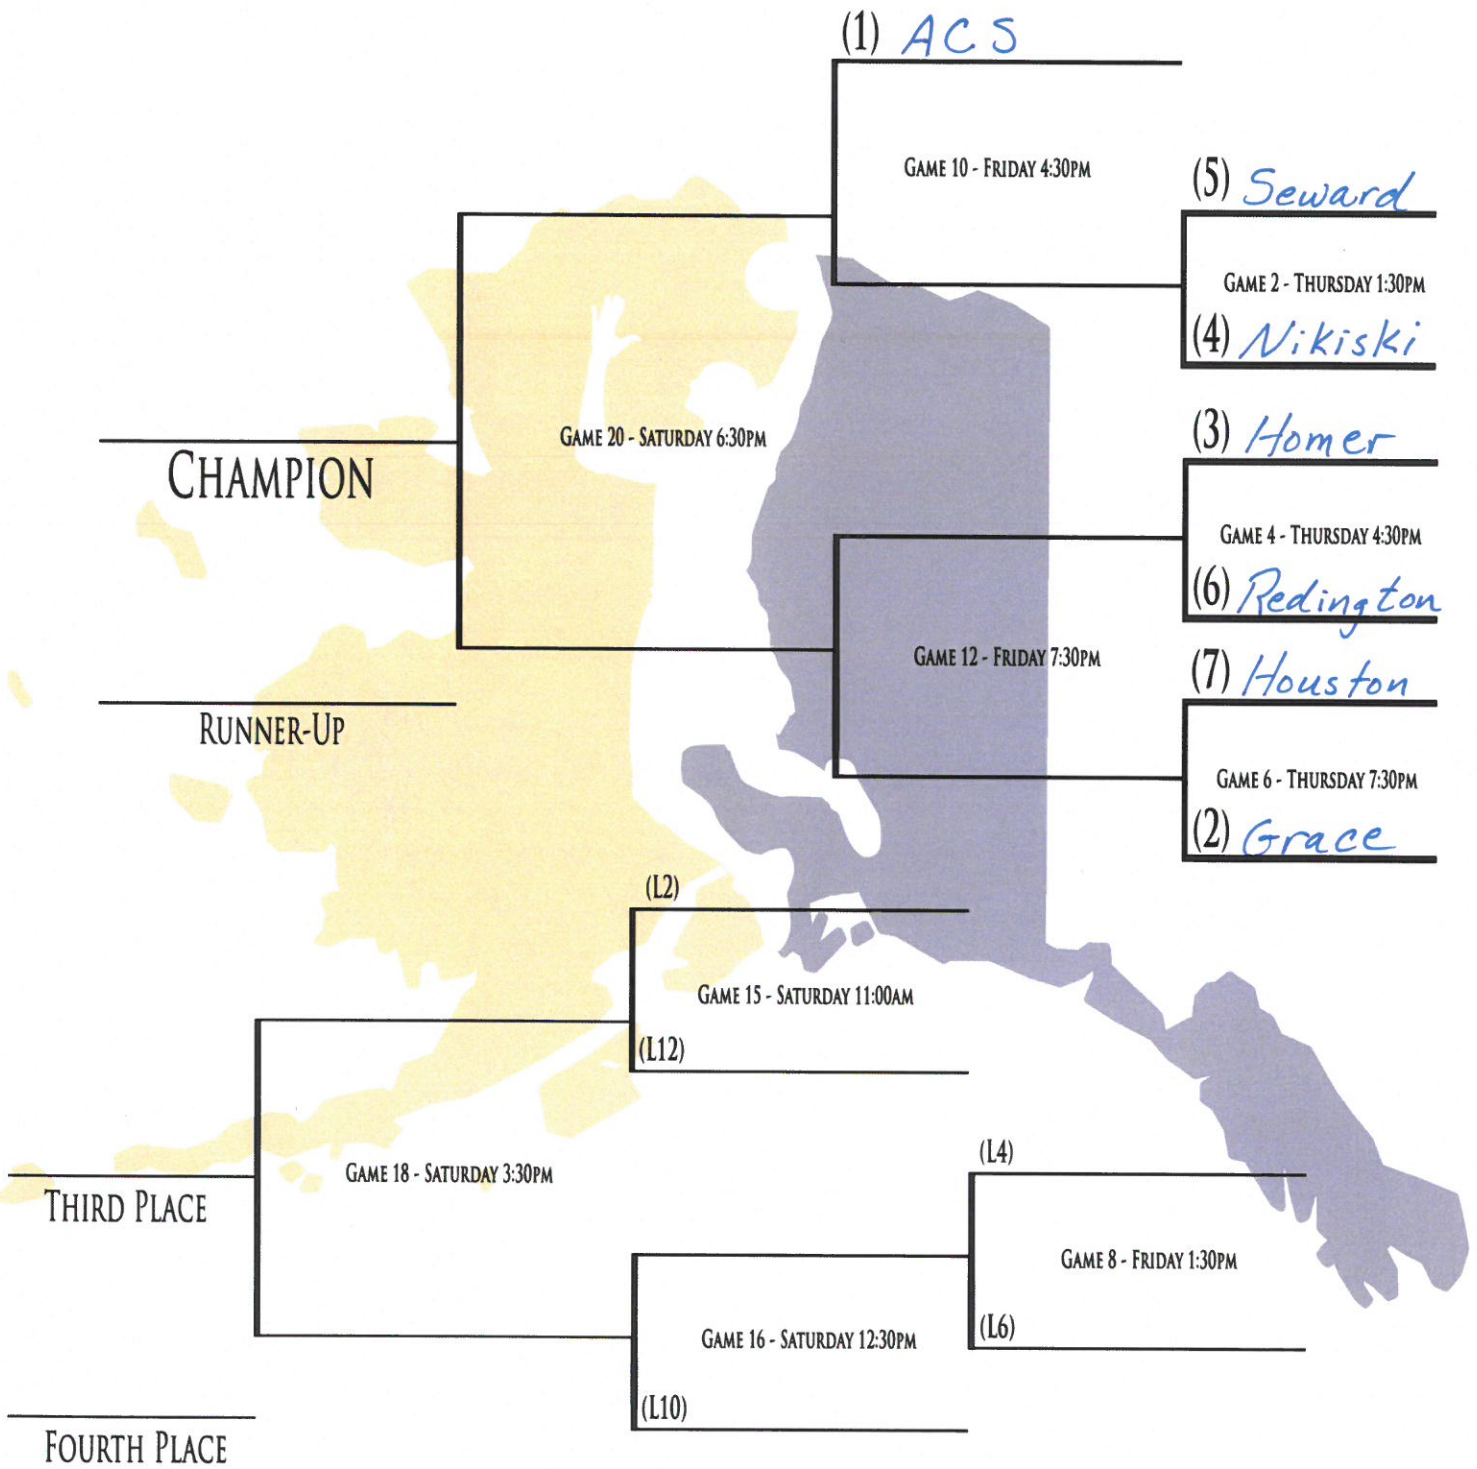 (1) ACS
GAME 10 - FRIDAY 4:30PM
(5) Seward
GAME 2 - THURSDAY 1:30PM
(4) Nikiski
(3) Homer
GAME 20 - SATURDAY 6:30PM
CHAMPION
GAME 4 - THURSDAY 4:30PM
(6) Redington
GAME 12 - FRIDAY 7:30PM
(7) Houston
RUNNER-UP
GAME 6 - THURSDAY 7:30PM
(2) Grace
(L2)
GAME 15 - SATURDAY 11:00AM
(L12)
(L4)
GAME 18 - SATURDAY 3:30PM
THIRD PLACE
GAME 8 - FRIDAY 1:30PM
(L6)
GAME 16 - SATURDAY 12:30PM
(L10)
FOURTH PLACE